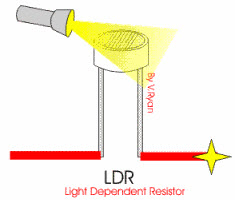 By V.Ryan
LDR
Light Dependent Resistor